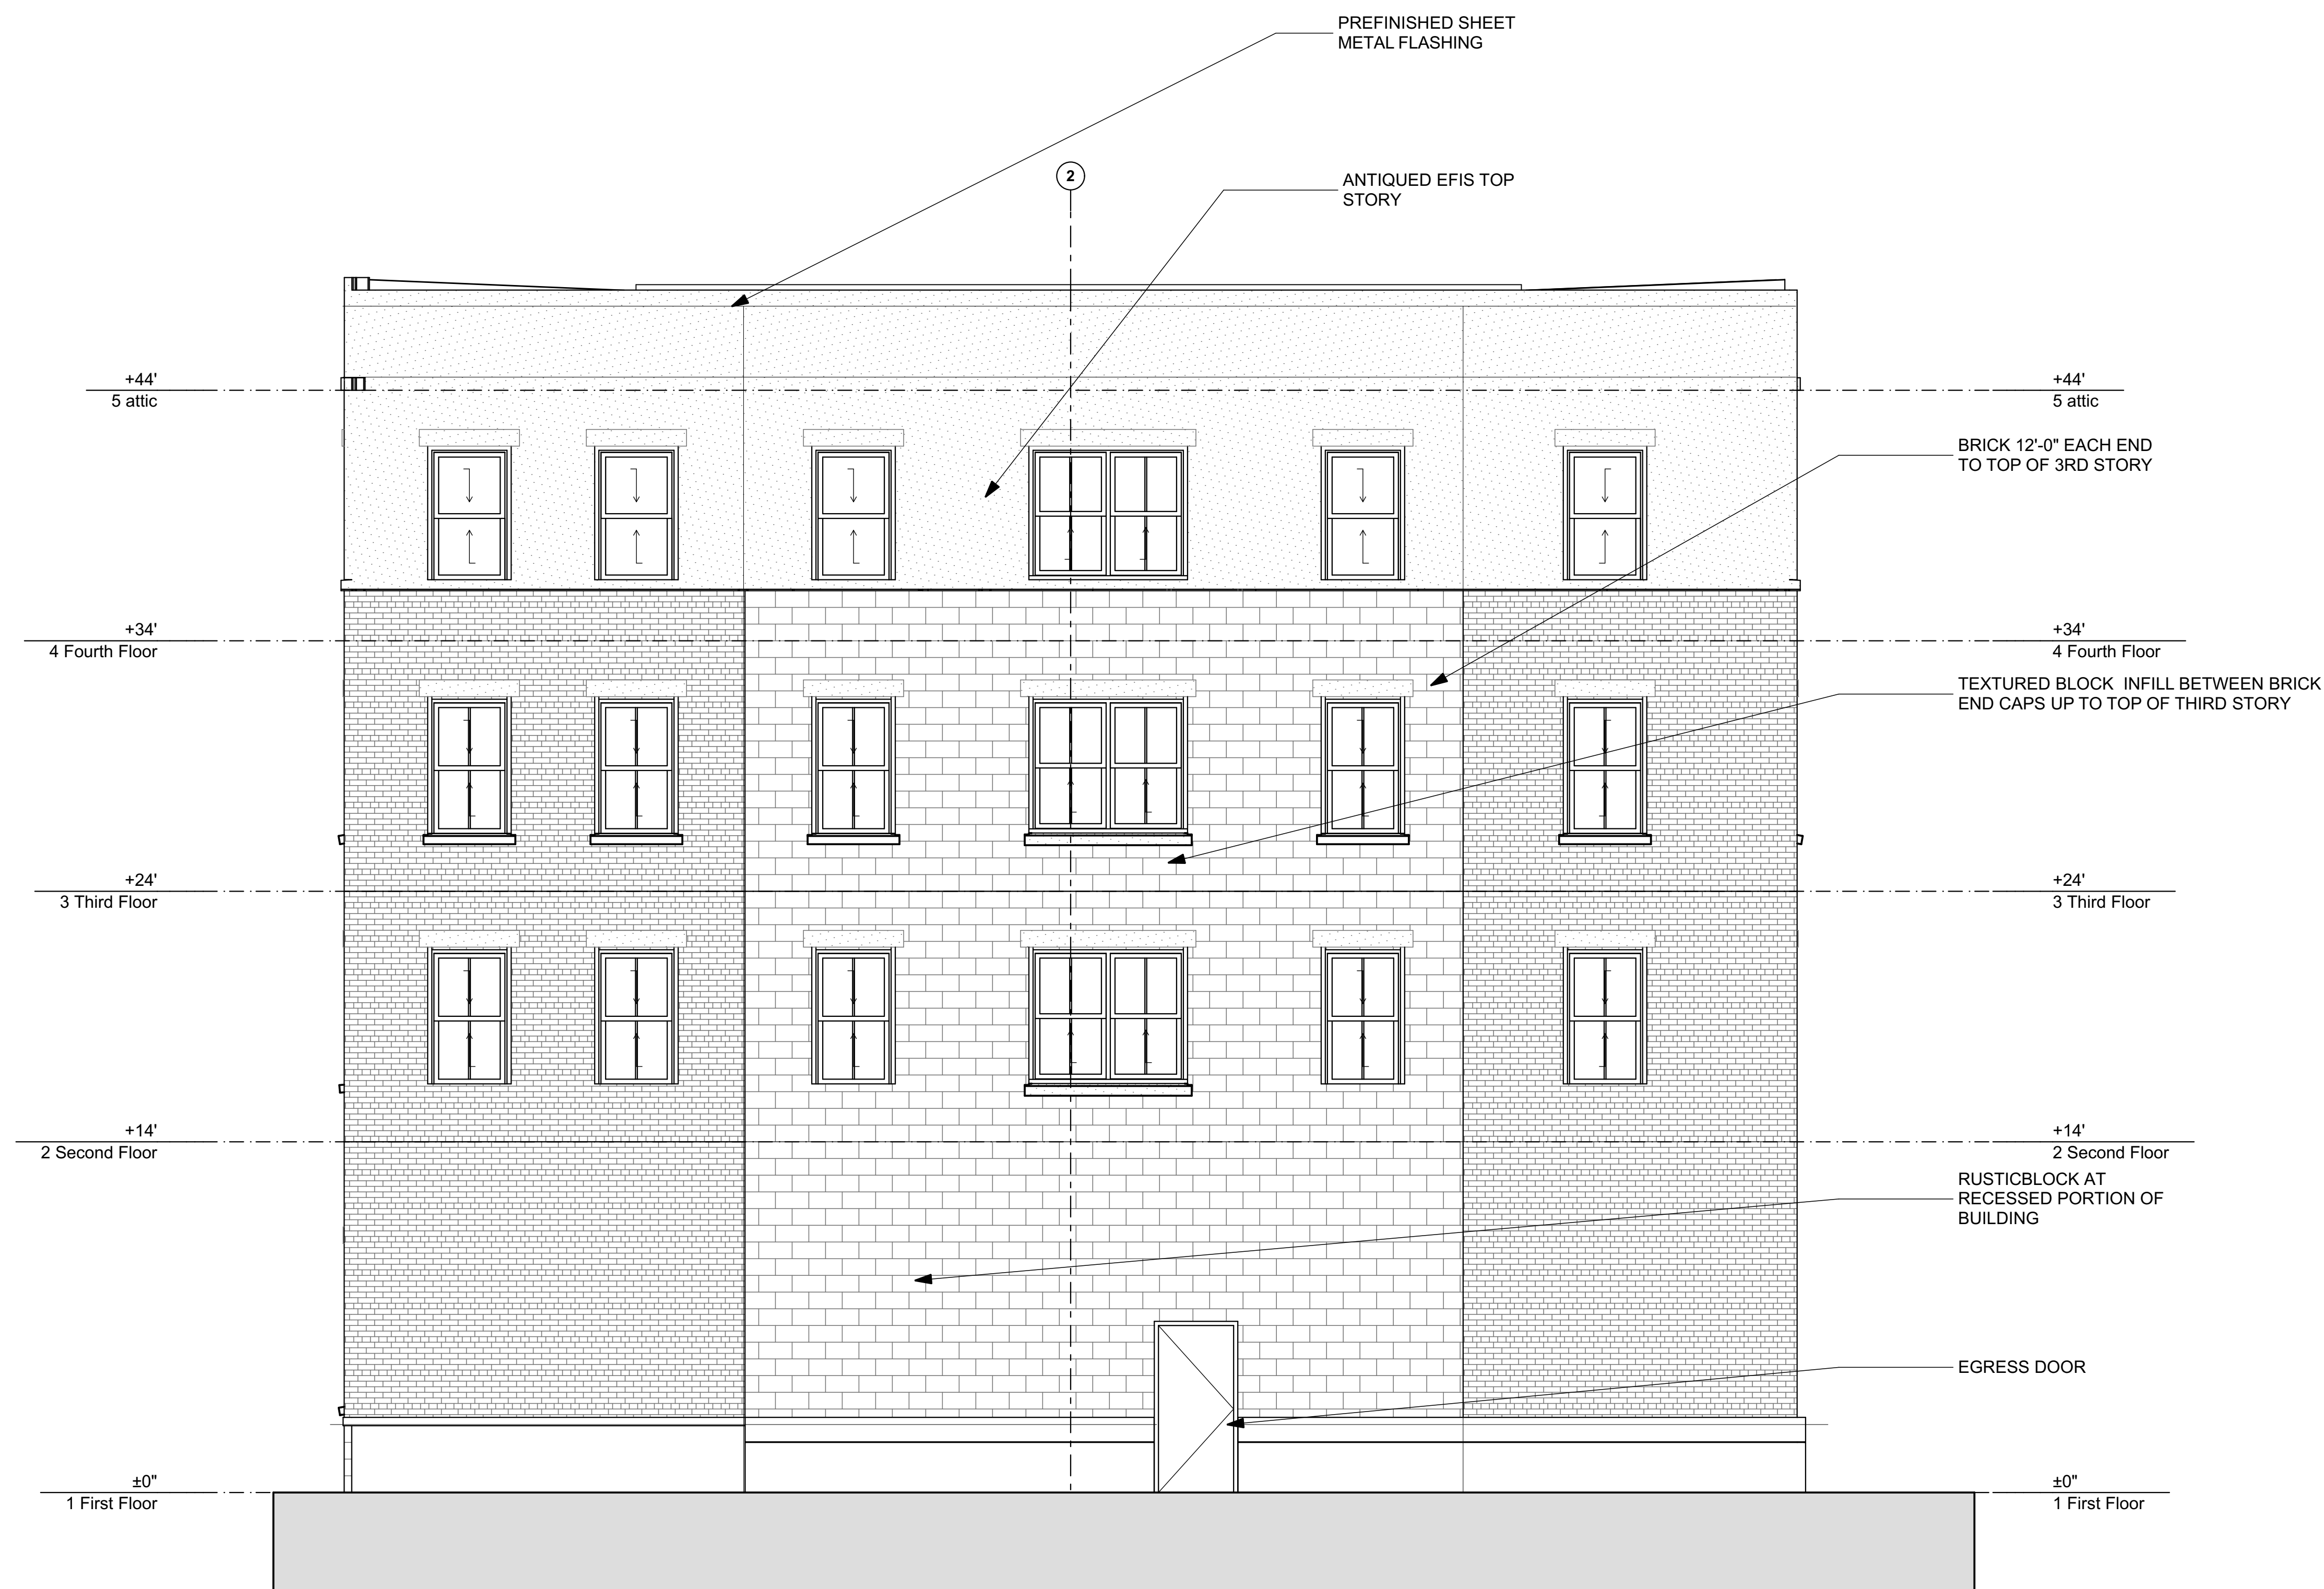 PREFINISHED SHEET
METAL FLASHING
2
ANTIQUED EFIS TOP
STORY
+44'
5 attic
+44'
5 attic
BRICK 12'-0" EACH END
TO TOP OF 3RD STORY
+34'
4 Fourth Floor
+34'
4 Fourth Floor
TEXTURED BLOCK INFILL BETWEEN BRICK
END CAPS UP TO TOP OF THIRD STORY
+24'
3 Third Floor
+24'
3 Third Floor
+14'
2 Second Floor
+14'
2 Second Floor
RUSTICBLOCK AT
RECESSED PORTION OF
BUILDING
EGRESS DOOR
±0"
1 First Floor
±0"
1 First Floor